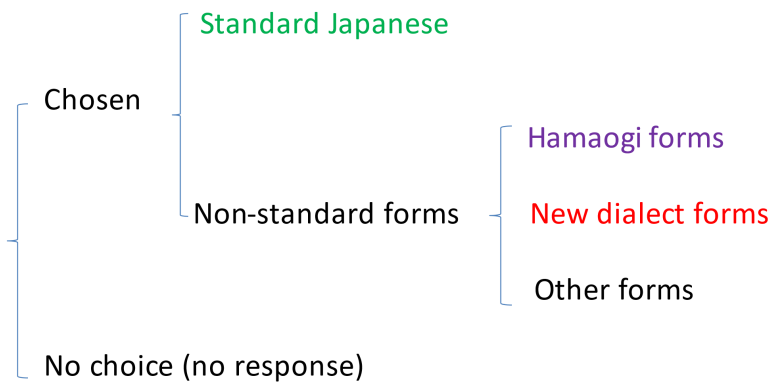 Standard Japanese
Chosen
Hamaogi forms
Non-standard forms
New dialect forms
Other forms
No choice (no response)